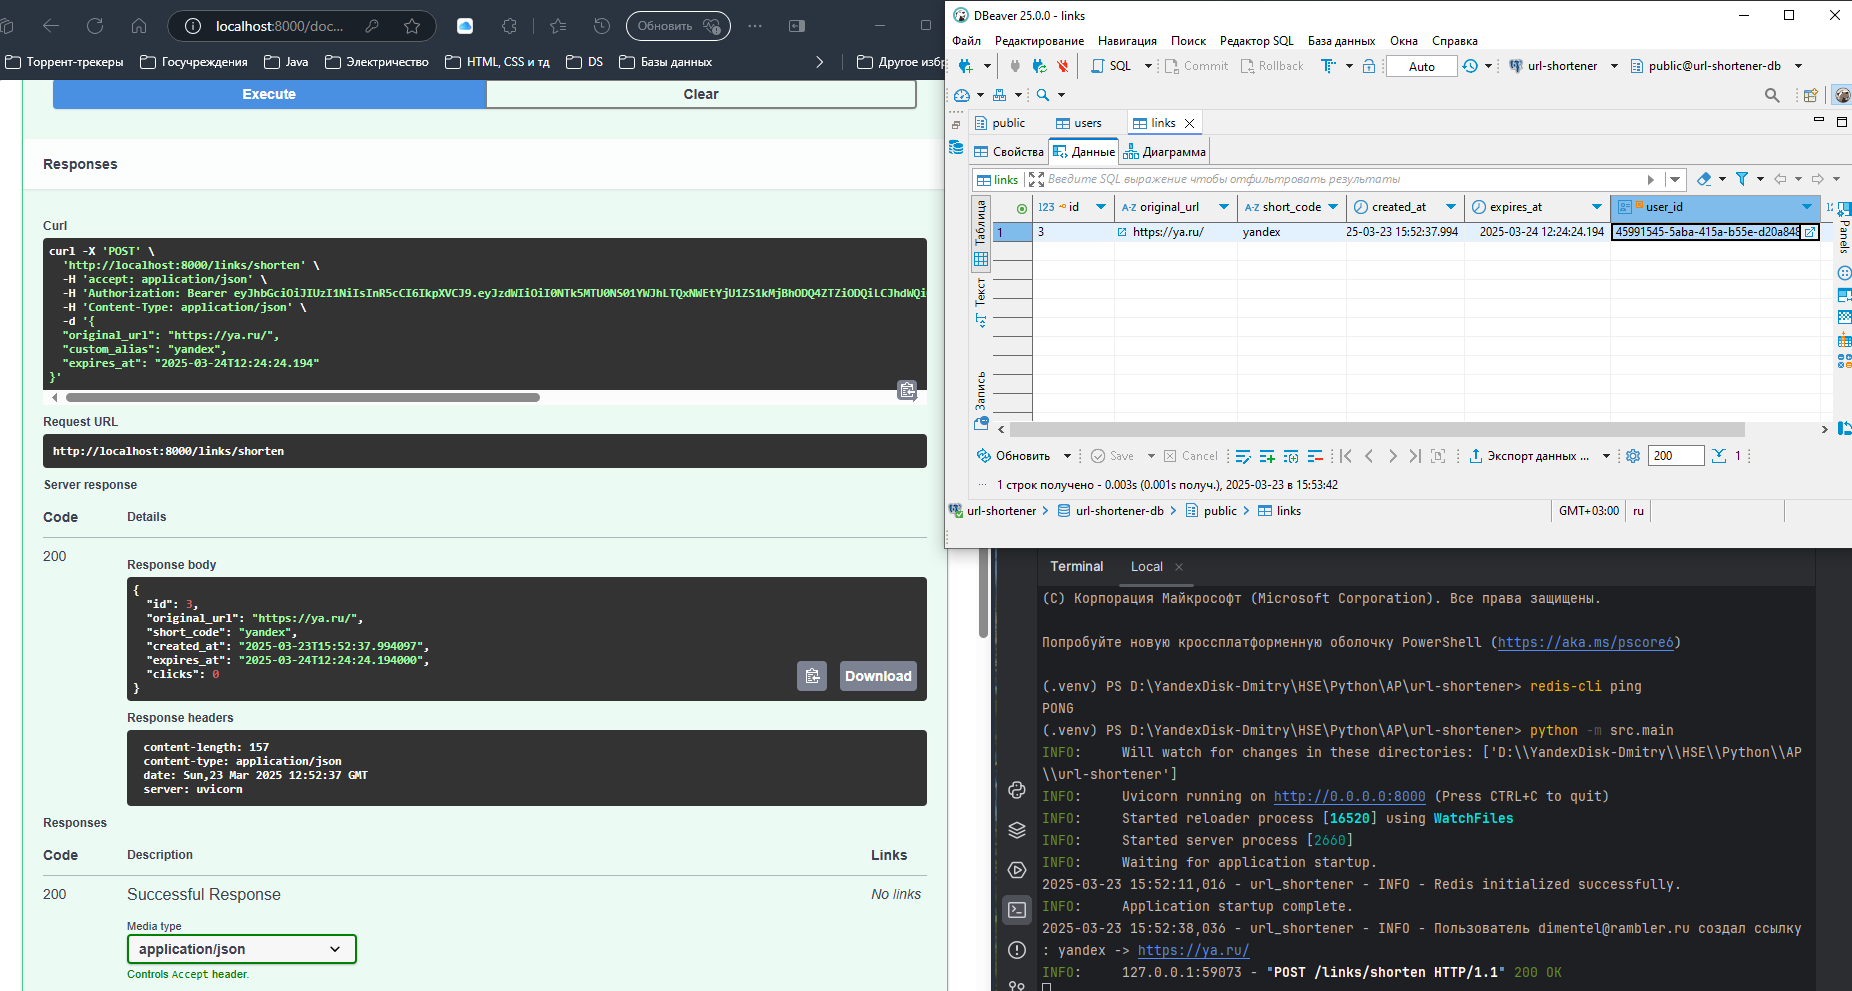 localhost:8000/doc...
Обновить
Торрент-трекеры
Госучреждения
Java
Электричество
HTML, CSS и тд
DS
Базы данных
Другое избр
Execute
Clear
Responses
Curl
curl -X 'POST' \
'http://localhost:8000/links/shorten' \
-H 'accept: application/json' \
-H 'Authorization: Bearer eyJhbGciOiJIUzI1NiIsInR5cCI6IkpXVCJ9.eyJzdWIiOiI0NTk5MTU0NS01YWJhLTQxNWEtYjU1ZS1kMjBhODQ4ZTZiODQiLCJhdWQi
-H 'Content-Type: application/json' \
-d '{
"original_url": "https://ya.ru/",
"custom_alias": "yandex",
"expires_at": "2025-03-24T12:24:24.194"
}'
Request URL
http://localhost:8000/links/shorten
Server response
Code
Details
200
Response body
{
"id": 3,
"original_url": "https://ya.ru/",
"short_code": "yandex",
"created_at": "2025-03-23T15:52:37.994097",
"expires_at": "2025-03-24T12:24:24.194000",
"clicks": 0
}
Download
Response headers
content-length: 157
content-type: application/json
date: Sun,23 Mar 2025 12:52:37 GMT
server: uvicorn
Responses
Code
Description
Links
200
Successful Response
No links
Media type
application/json
Controls Accept header.
DBeaver 25.0.0 - links
Файл Редактирование Навигация Поиск Редактор SQL База данных Окна Справка
SQL
Commit
Rollback
Auto
url-shortener
public@url-shortener-db
public
users
links
Свойства
Данные
Диаграмма
links
Введите SQL выражение чтобы отфильтровать результаты
Таблица
Текст
Запись
Panels
123 id
A-Z original_url
A-Z short_code
created_at
expires_at
user_id
1
3
https://ya.ru/
yandex
25-03-23 15:52:37.994
2025-03-24 12:24:24.194
45991545-5aba-415a-b55e-d20a848
Обновить
Save
Cancel
Экспорт данных ...
200
1
1 строк получено - 0.003s (0.001s получ.), 2025-03-23 в 15:53:42
url-shortener
url-shortener-db
public
links
GMT+03:00
ru
Terminal
Local
(C) Корпорация Майкрософт (Microsoft Corporation). Все права защищены.
Попробуйте новую кроссплатформенную оболочку PowerShell (https://aka.ms/pscore6)
(.venv) PS D:\YandexDisk-Dmitry\HSE\Python\AP\url-shortener> redis-cli ping
PONG
(.venv) PS D:\YandexDisk-Dmitry\HSE\Python\AP\url-shortener> python -m src.main
INFO: Will watch for changes in these directories: ['D:\\YandexDisk-Dmitry\\HSE\\Python\\AP
\\url-shortener']
INFO: Uvicorn running on http://0.0.0.0:8000 (Press CTRL+C to quit)
INFO: Started reloader process [16520] using WatchFiles
INFO: Started server process [2660]
INFO: Waiting for application startup.
2025-03-23 15:52:11,016 - url_shortener - INFO - Redis initialized successfully.
INFO: Application startup complete.
2025-03-23 15:52:38,036 - url_shortener - INFO - Пользователь dimentel@rambler.ru создал ссылку
: yandex -> https://ya.ru/
INFO: 127.0.0.1:59073 - "POST /links/shorten HTTP/1.1" 200 OK